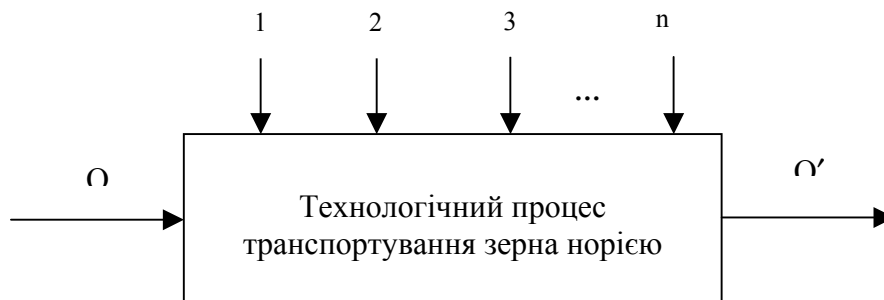 1 2 3 n
...
Технологічний процес
транспортування зерна норією